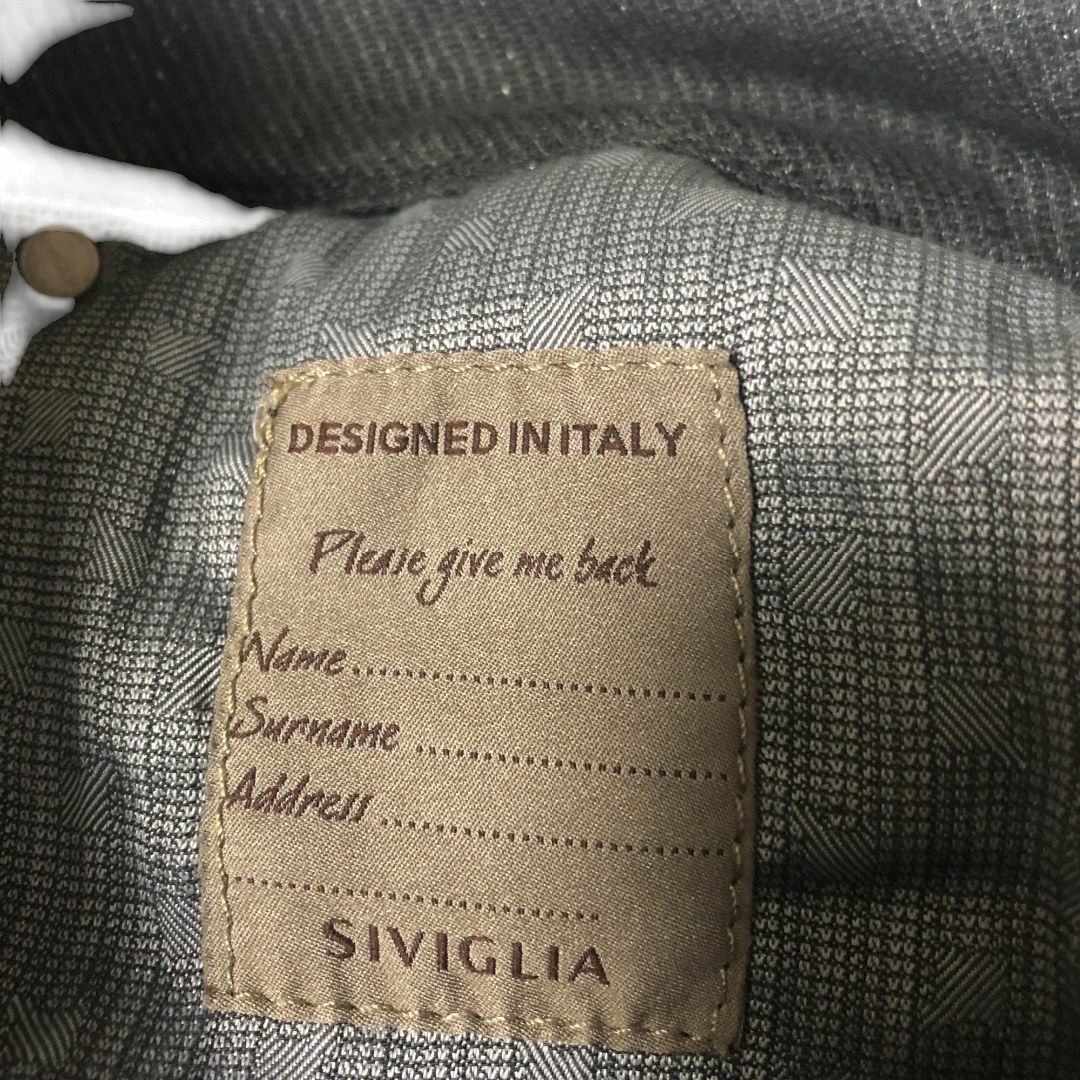 DESIGNED IN ITALY
Please give me back
Name..............................
Surname.........................
Address..........................
..............................
SIVIGLIA